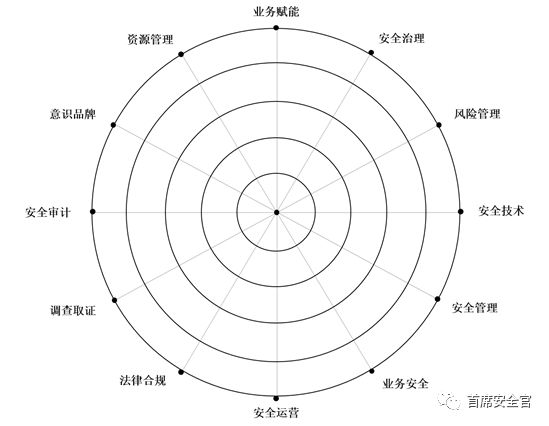 业务赋能
安全治理
风险管理
安全技术
安全管理
业务安全
安全运营
法律合规
调查取证
安全审计
意识品牌
资源管理
首席安全官